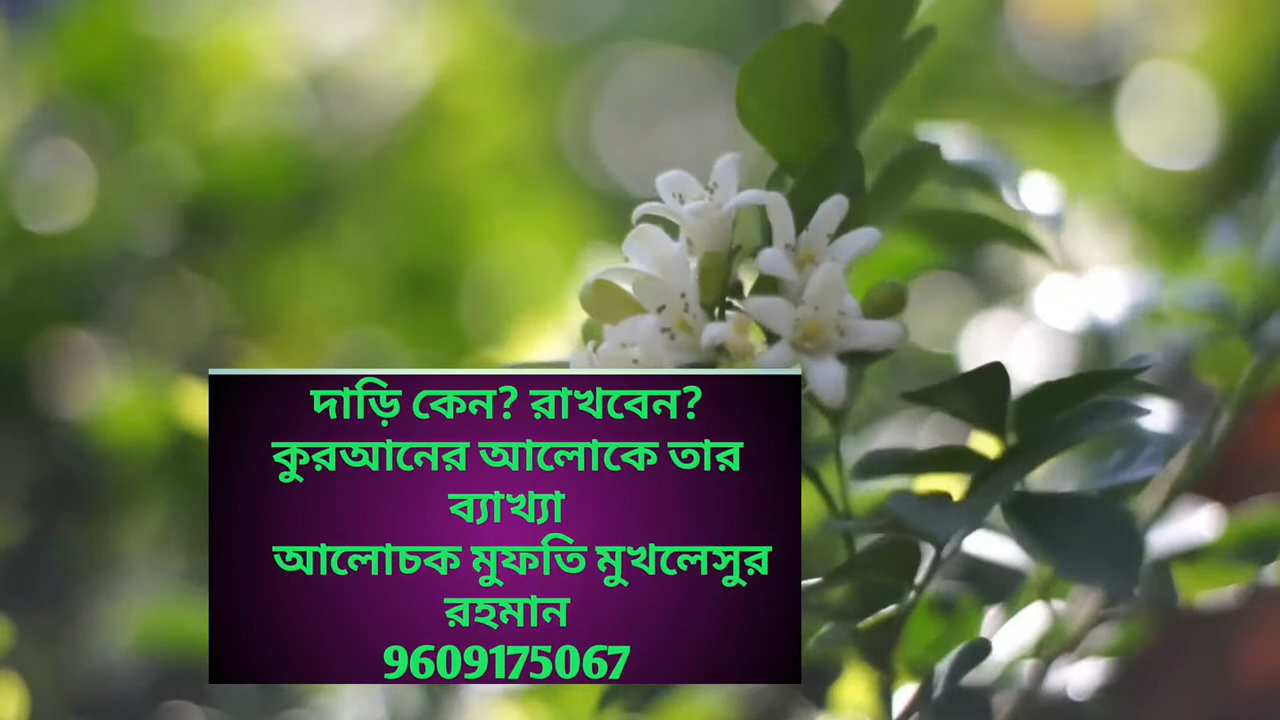 দাড়ি কেন? রাখবেন?
কুরআনের আলোকে তার
ব্যাখ্যা
আলোচক মুফতি মুখলেসুর
রহমান
9609175067